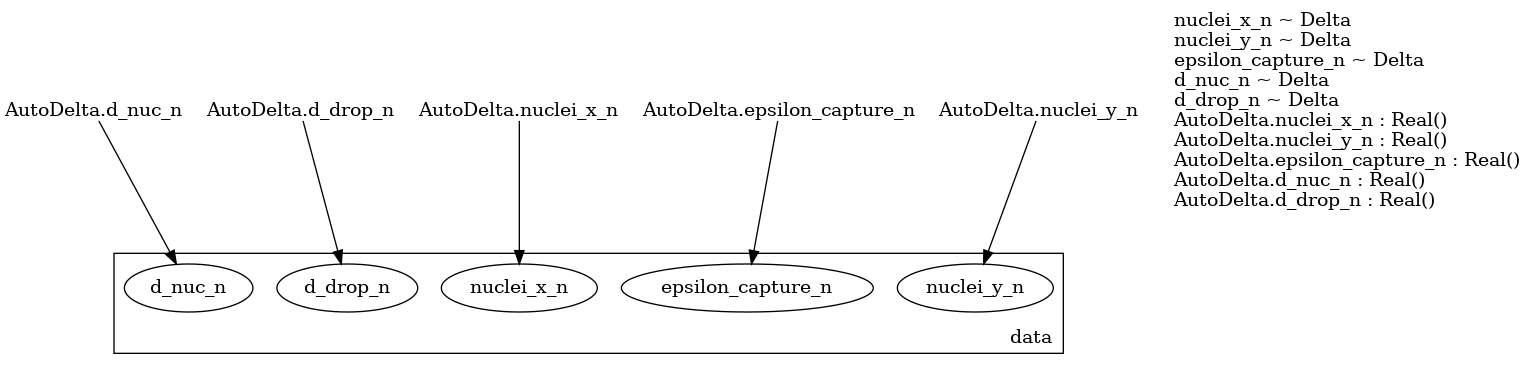 nuclei_x_n ~ Delta
nuclei_y_n ~ Delta
epsilon_capture_n ~ Delta
d_nuc_n ~ Delta
d_drop_n ~ Delta
AutoDelta.nuclei_x_n : Real()
AutoDelta.nuclei_y_n : Real()
AutoDelta.epsilon_capture_n : Real()
AutoDelta.d_nuc_n : Real()
AutoDelta.d_drop_n : Real()
AutoDelta.d_nuc_n AutoDelta.d_drop_n AutoDelta.nuclei_x_n AutoDelta.epsilon_capture_n AutoDelta.nuclei_y_n
d_nuc_n d_drop_n nuclei_x_n epsilon_capture_n nuclei_y_n
data